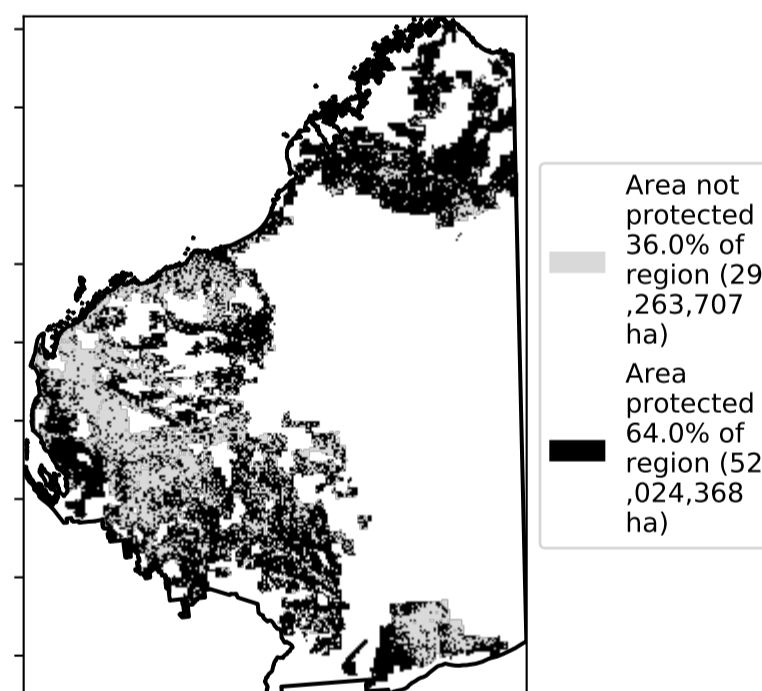 Area not
protected
36.0% of
region (29
,263,707
ha)
Area
protected
64.0% of
region (52
,024,368
ha)